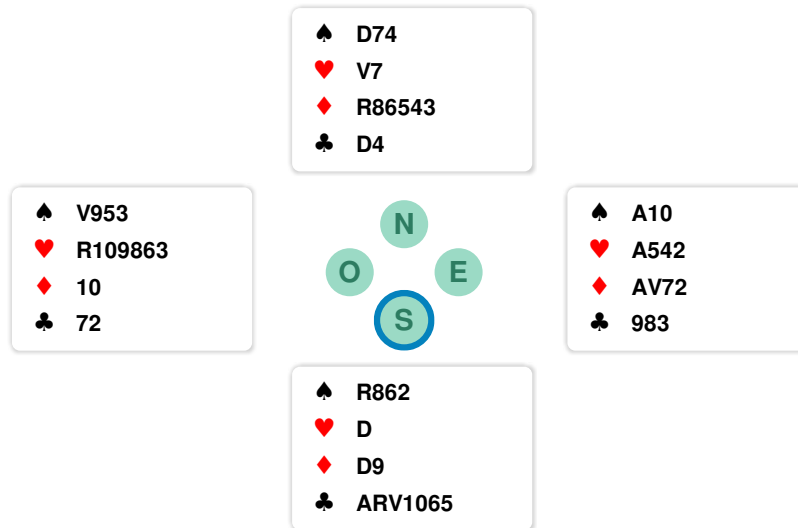 ♠ D74
♥ V7
♦ R86543
♣ D4
♠ V953
♥ R109863
♦ 10
♣ 72
N
O E
S
♠ A10
♥ A542
♦ AV72
♣ 983
♠ R862
♥ D
♦ D9
♣ ARV1065